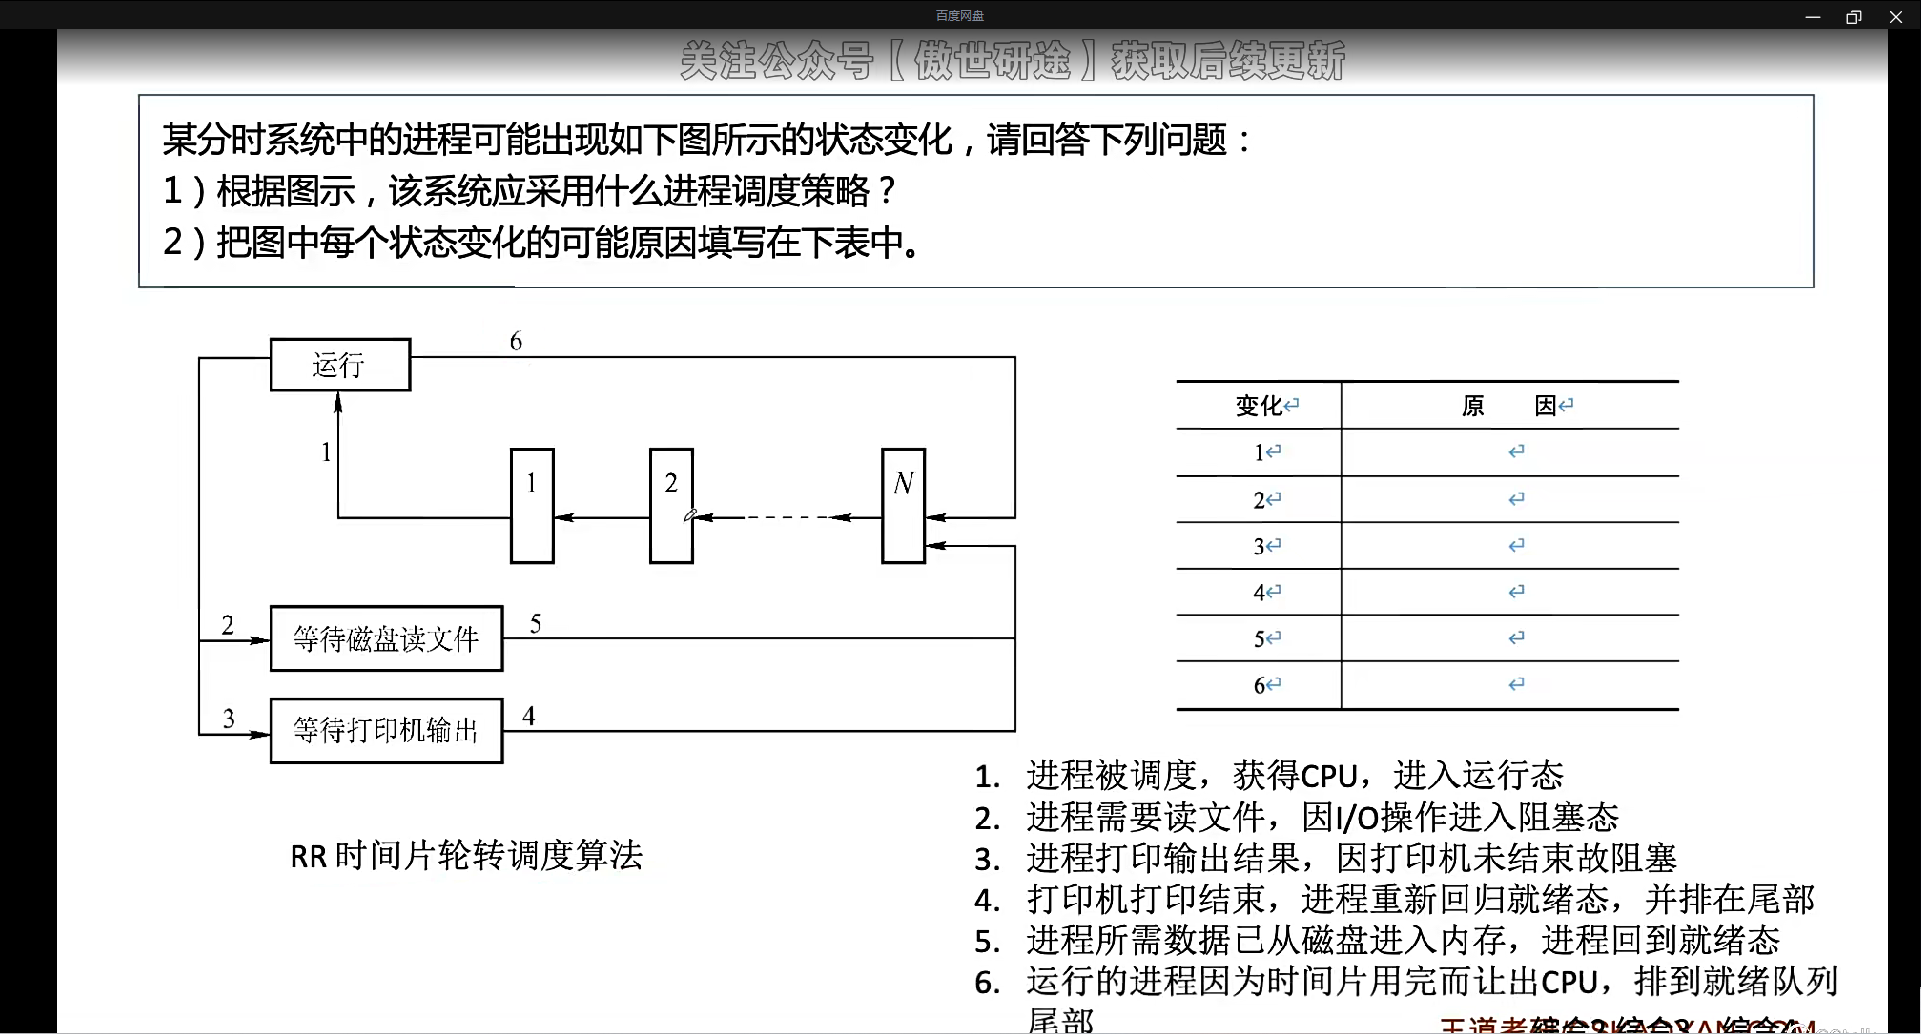 百度网盘
关注公众号【傲世研途】获取后续更新
某分时系统中的进程可能出现如下图所示的状态变化，请回答下列问题：
1）根据图示，该系统应采用什么进程调度策略？
2）把图中每个状态变化的可能原因填写在下表中。
6
运行
1
1
2
N
2
等待磁盘读文件
5
3
等待打印机输出
4
RR 时间片轮转调度算法
变化↵ 原 因↵
1↵ ↵
2↵ ↵
3↵ ↵
4↵ ↵
5↵ ↵
6↵ ↵
1. 进程被调度，获得CPU，进入运行态
2. 进程需要读文件，因I/O操作进入阻塞态
3. 进程打印输出结果，因打印机未结束故阻塞
4. 打印机打印结束，进程重新回归就绪态，并排在尾部
5. 进程所需数据已从磁盘进入内存，进程回到就绪态
6. 运行的进程因为时间片用完而让出CPU，排到就绪队列
尾部